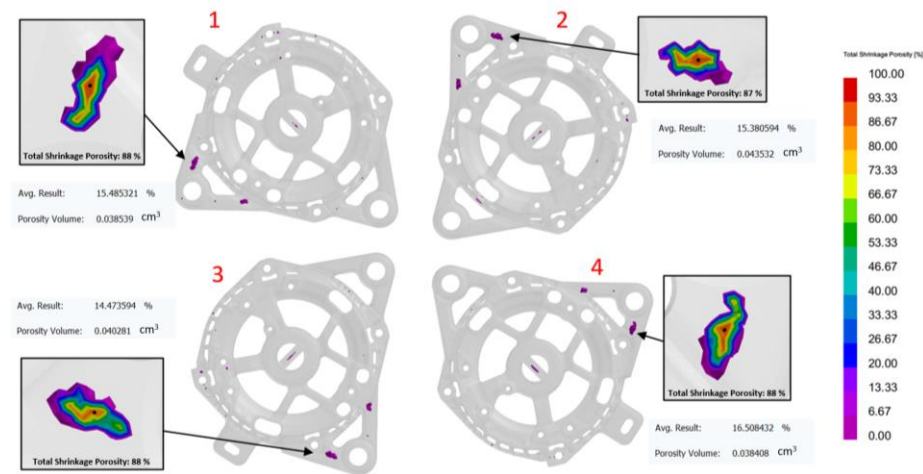 1
Total Shrinkage Porosity: 88 %
Avg. Result: 15.485321 %
Porosity Volume: 0.038539 cm³
2
Total Shrinkage Porosity: 87 %
Avg. Result: 15.380594 %
Porosity Volume: 0.043532 cm³
3
Avg. Result: 14.473594 %
Porosity Volume: 0.040281 cm³
Total Shrinkage Porosity: 88 %
4
Total Shrinkage Porosity: 88 %
Avg. Result: 16.508432 %
Porosity Volume: 0.038408 cm³
Total Shrinkage Porosity [%]
100.00
93.33
86.67
80.00
73.33
66.67
60.00
53.33
46.67
40.00
33.33
26.67
20.00
13.33
6.67
0.00